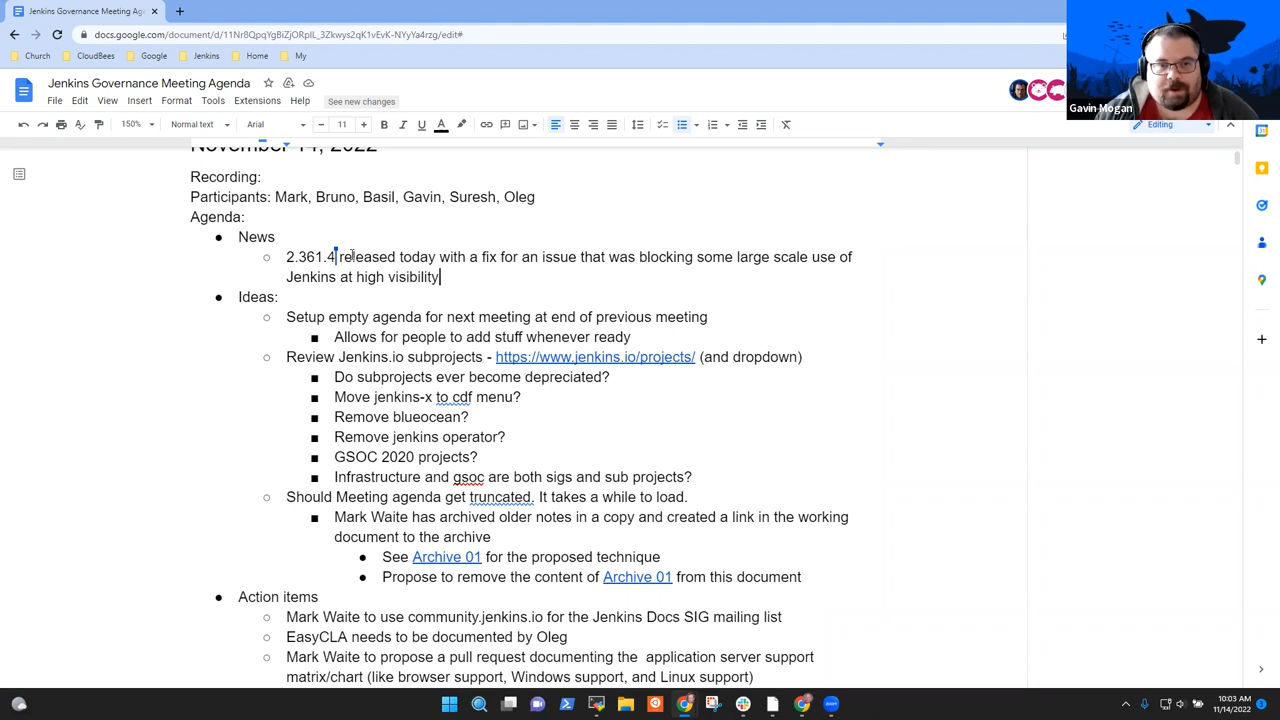 Jenkins Governance Meeting Ag
docs.google.com/document/d/11Nr8QpqYgBiZjORpIL_3Zkwys2qK1vEvK-NYyYa4rzg/edit#
Church
CloudBees
Google
Jenkins
Home
My
Jenkins Governance Meeting Agenda
File Edit View Insert Format Tools Extensions Help See new changes
150% Normal text Arial 11 Editing
Gavin Mogan
November 14, 2022
Recording:
Participants: Mark, Bruno, Basil, Gavin, Suresh, Oleg
Agenda:
News
2.361.4 released today with a fix for an issue that was blocking some large scale use of
Jenkins at high visibility
Ideas:
Setup empty agenda for next meeting at end of previous meeting
Allows for people to add stuff whenever ready
Review Jenkins.io subprojects - https://www.jenkins.io/projects/ (and dropdown)
Do subprojects ever become depreciated?
Move jenkins-x to cdf menu?
Remove blueocean?
Remove jenkins operator?
GSOC 2020 projects?
Infrastructure and gsoc are both sigs and sub projects?
Should Meeting agenda get truncated. It takes a while to load.
Mark Waite has archived older notes in a copy and created a link in the working
document to the archive
See Archive 01 for the proposed technique
Propose to remove the content of Archive 01 from this document
Action items
Mark Waite to use community.jenkins.io for the Jenkins Docs SIG mailing list
EasyCLA needs to be documented by Oleg
Mark Waite to propose a pull request documenting the application server support
matrix/chart (like browser support, Windows support, and Linux support)
10:03 AM
11/14/2022